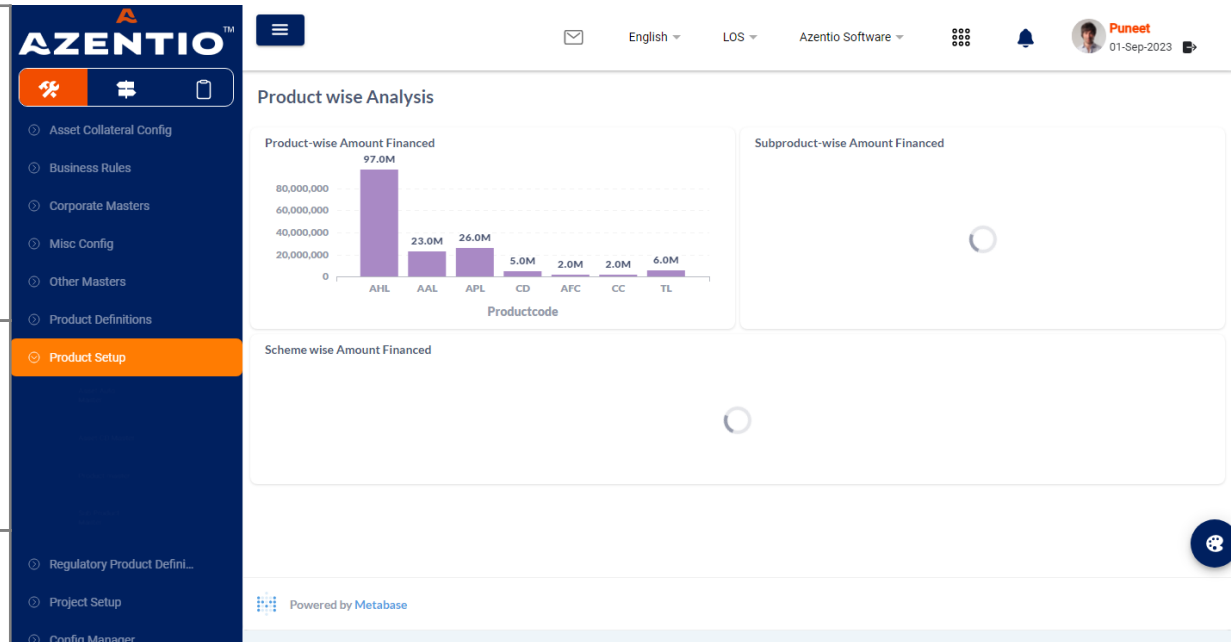 AZENTIO™
English
LOS
Azentio Software
Puneet
01-Sep-2023
Asset Collateral Config
Business Rules
Corporate Masters
Misc Config
Other Masters
Product Definitions
Product Setup
Regulatory Product Defini...
Project Setup
Config Manager
Product wise Analysis
Product-wise Amount Financed
97.0M
80,000,000
60,000,000
40,000,000
23.0M
26.0M
20,000,000
5.0M
2.0M
2.0M
6.0M
0
AHL AAL APL CD AFC CC TL
Productcode
Subproduct-wise Amount Financed
Scheme wise Amount Financed
Powered by Metabase